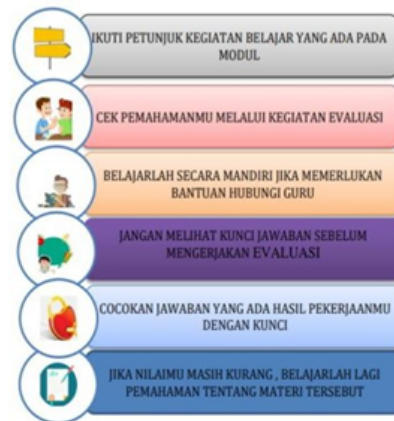 IKUTI PETUNJUK KEGIATAN BELAJAR YANG ADA PADA
MODUL
CEK PEMAHAMANMU MELALUI KEGIATAN EVALUASI
BELAJARLAH SECARA MANDIRI JIKA MEMERLUKAN
BANTUAN HUBUNGI GURU
JANGAN MELIHAT KUNCI JAWABAN SEBELUM
MENGERJAKAN EVALUASI
COCOKAN JAWABAN YANG ADA HASIL PEKERJAANMU
DENGAN KUNCI
JIKA NILAIMU MASIH KURANG , BELAJARLAH LAGI
PEMAHAMAN TENTANG MATERI TERSEBUT